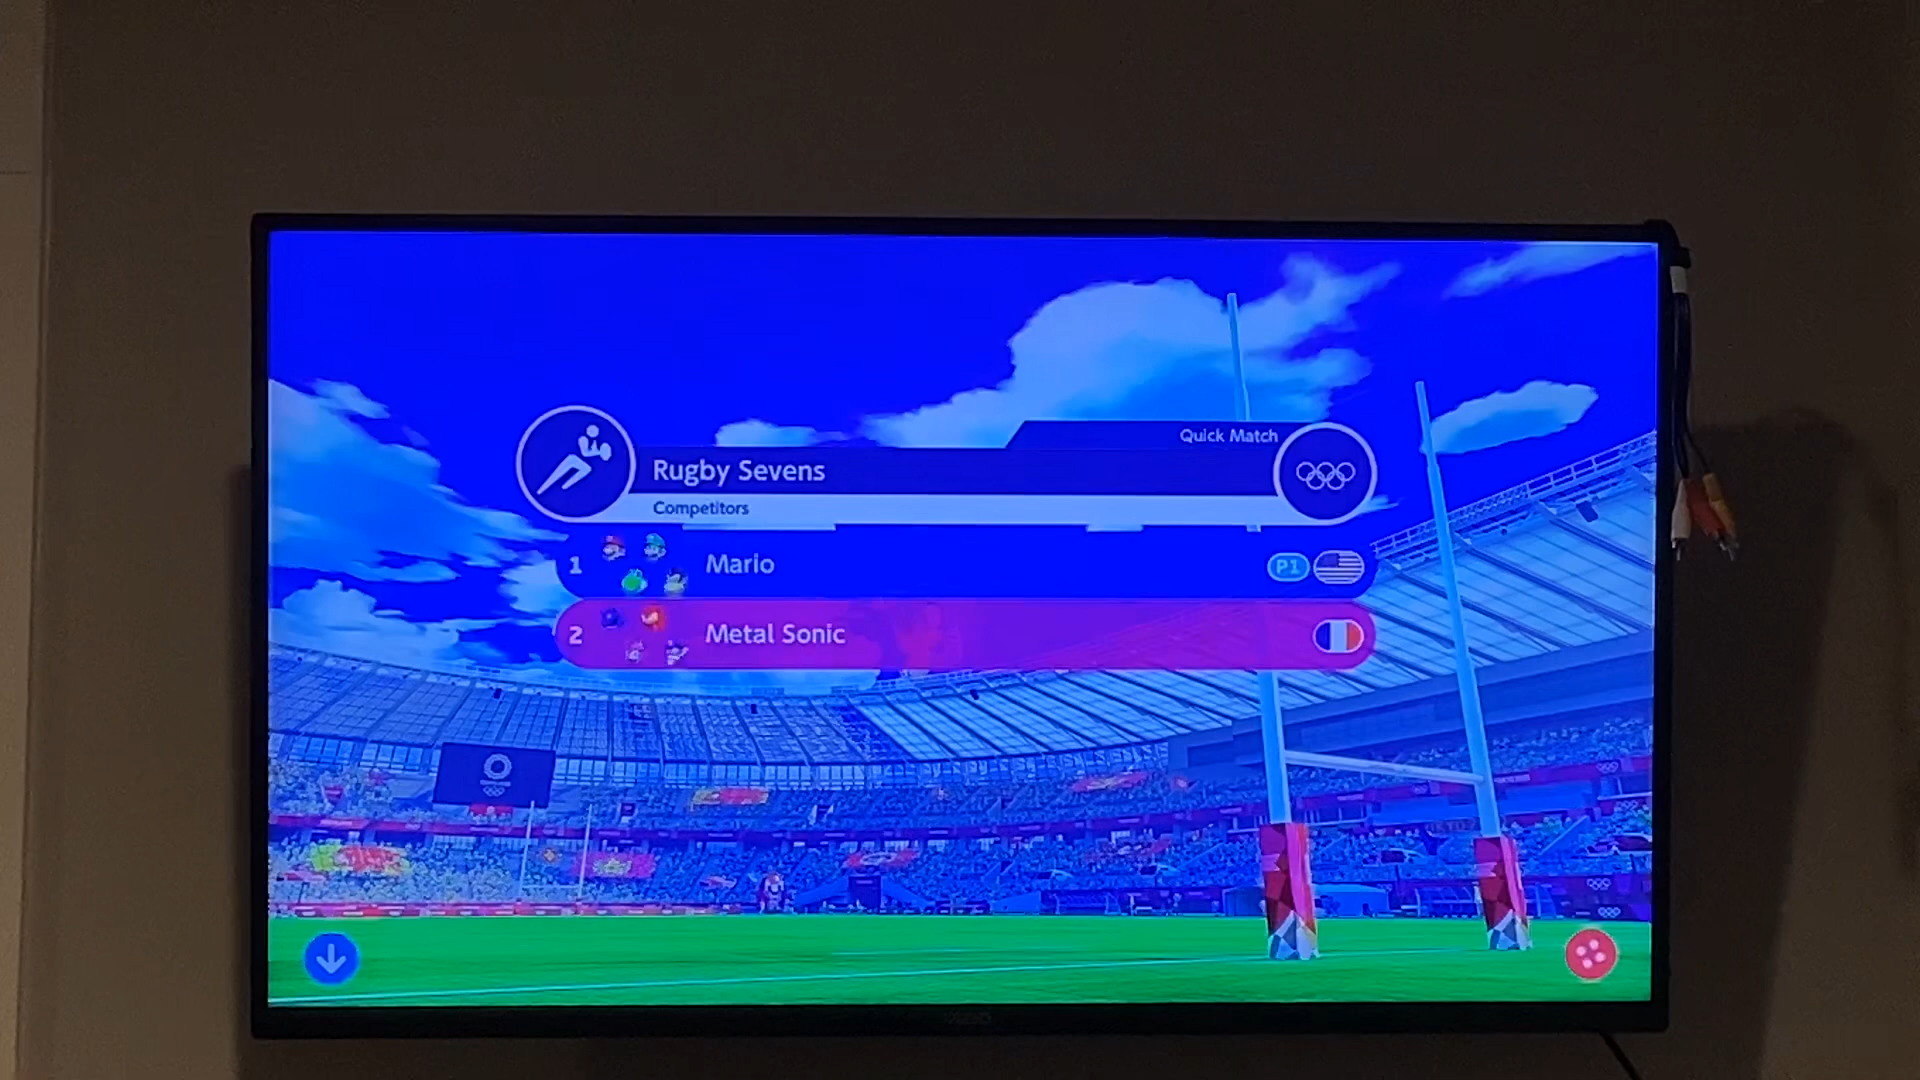 Quick Match
Rugby Sevens
Competitors
1 Mario P1
2 Metal Sonic